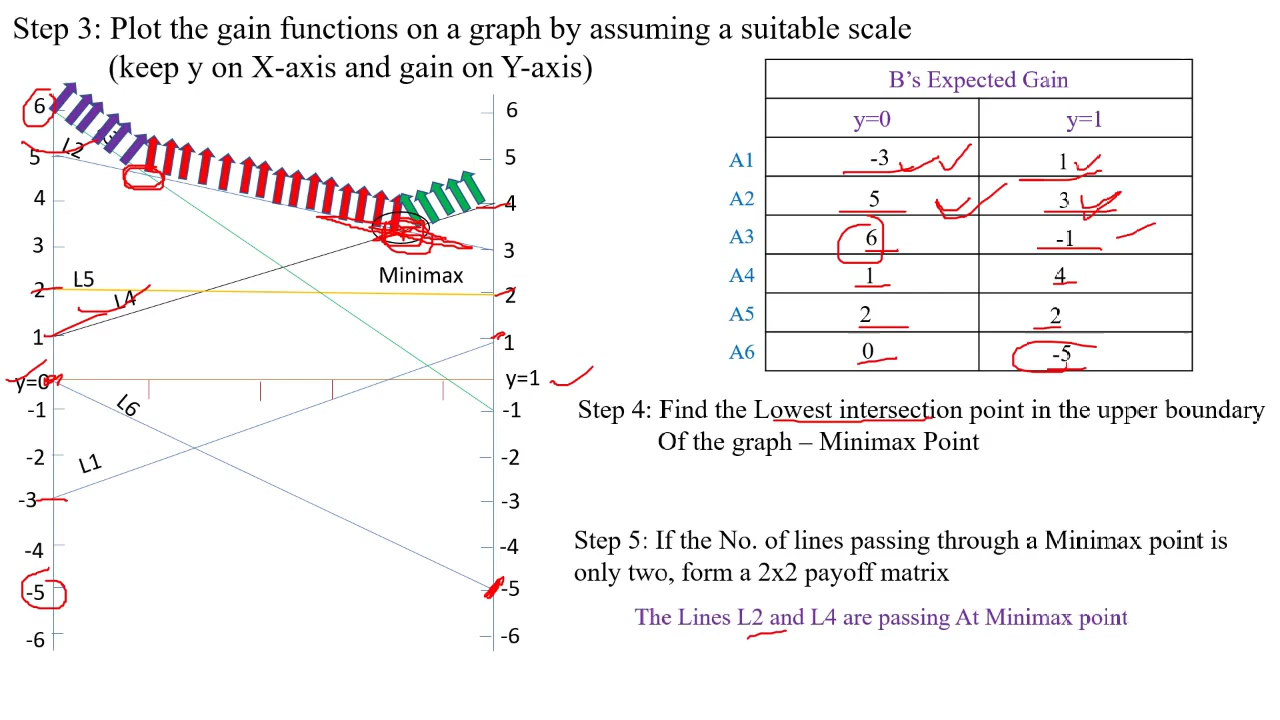 Step 3: Plot the gain functions on a graph by assuming a suitable scale
(keep y on X-axis and gain on Y-axis)
B's Expected Gain
y=0 y=1
A1 -3 1
A2 5 3
A3 6 -1
A4 1 4
A5 2 2
A6 0 -5
6 6
L2
5 5
4 4
3 3
Minimax
L5
2 2
L4
1 1
y=0 y=1
-1 -1
L6
-2 -2
L1
-3 -3
-4 -4
-5 -5
-6 -6
Step 4: Find the Lowest intersection point in the upper boundary
Of the graph – Minimax Point
Step 5: If the No. of lines passing through a Minimax point is
only two, form a 2x2 payoff matrix
The Lines L2 and L4 are passing At Minimax point